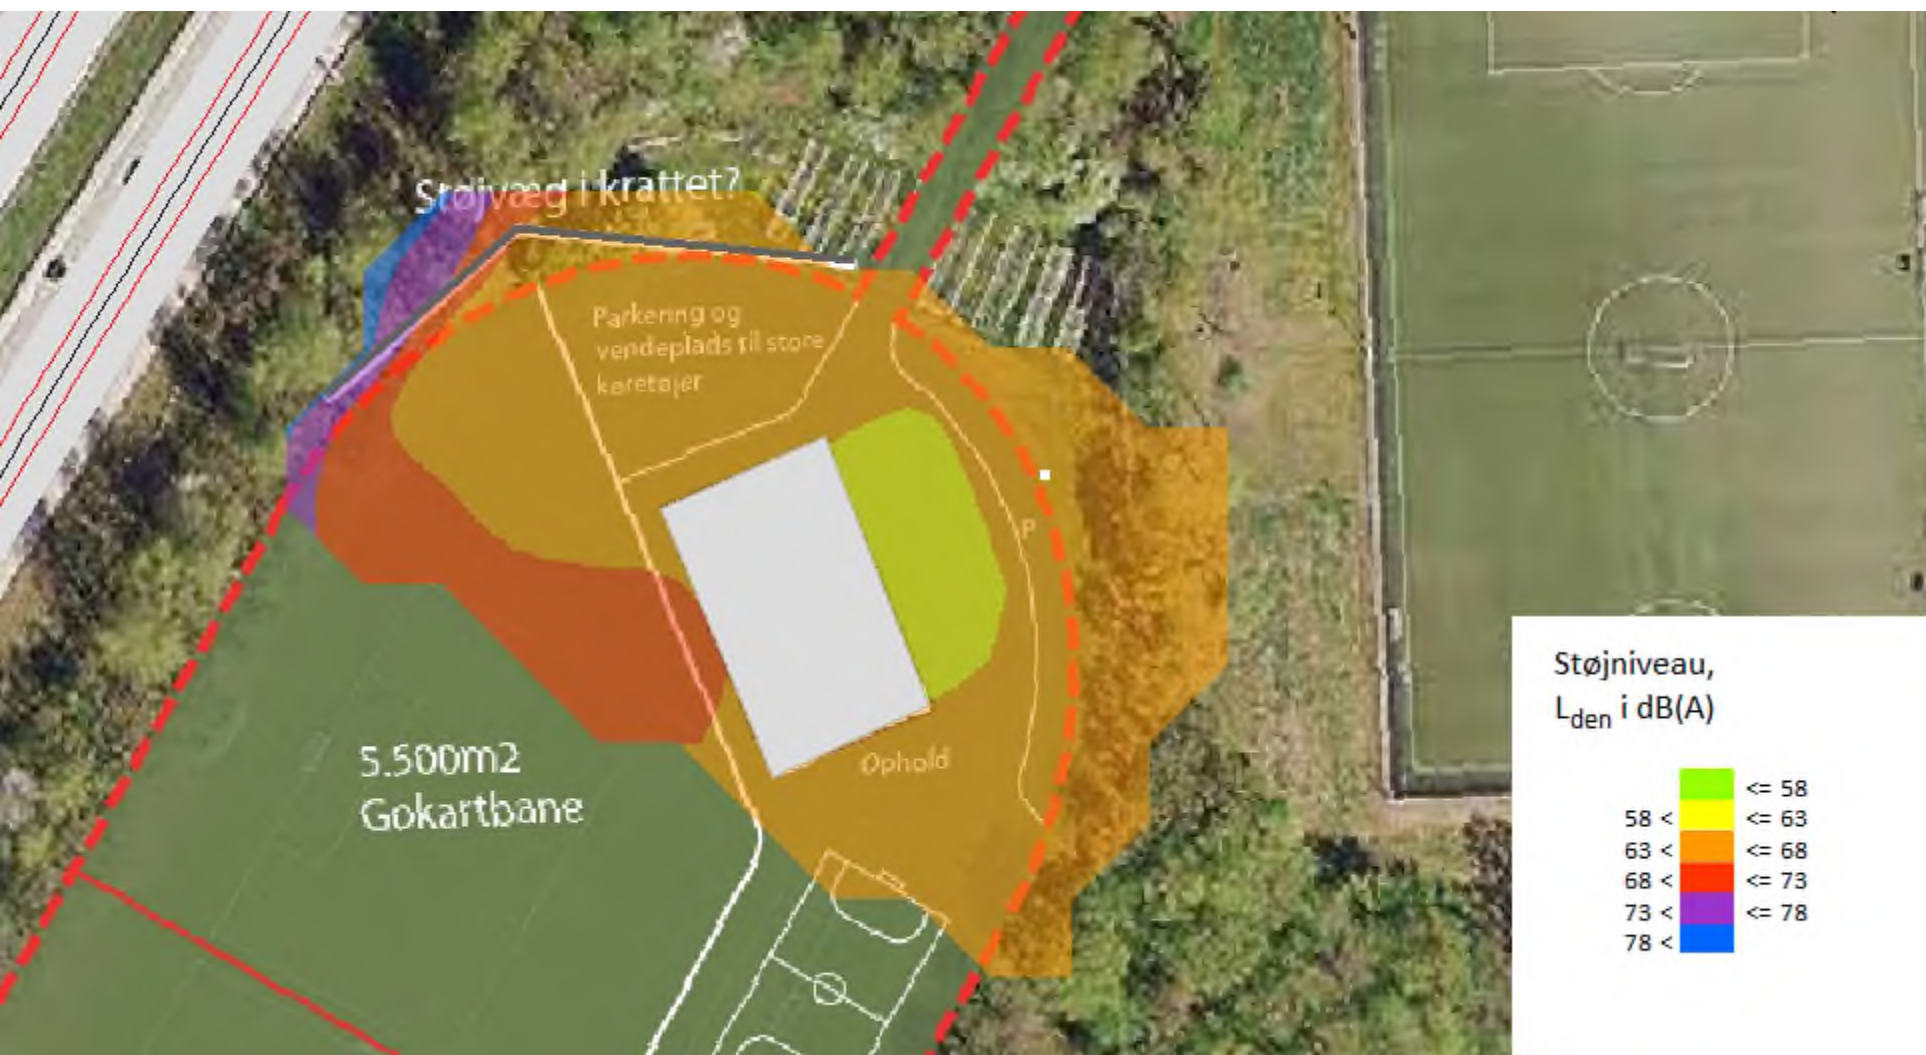 Støjvæg i krattet?
Parkering og
vendeplads til store
køretøjer
P
Ophold
5.500m2
Gokartbane
Støjniveau,
Lden i dB(A)
<= 58
58 < <= 63
63 < <= 68
68 < <= 73
73 < <= 78
78 <